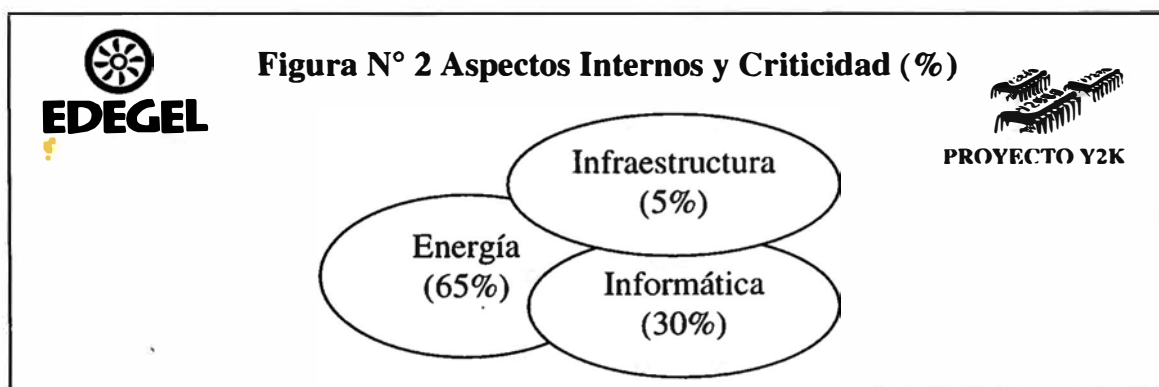 Figura N° 2 Aspectos Internos y Criticidad (%)
EDEGEL
PROYECTO Y2K
Infraestructura
(5%)
Energía
(65%)
Informática
(30%)